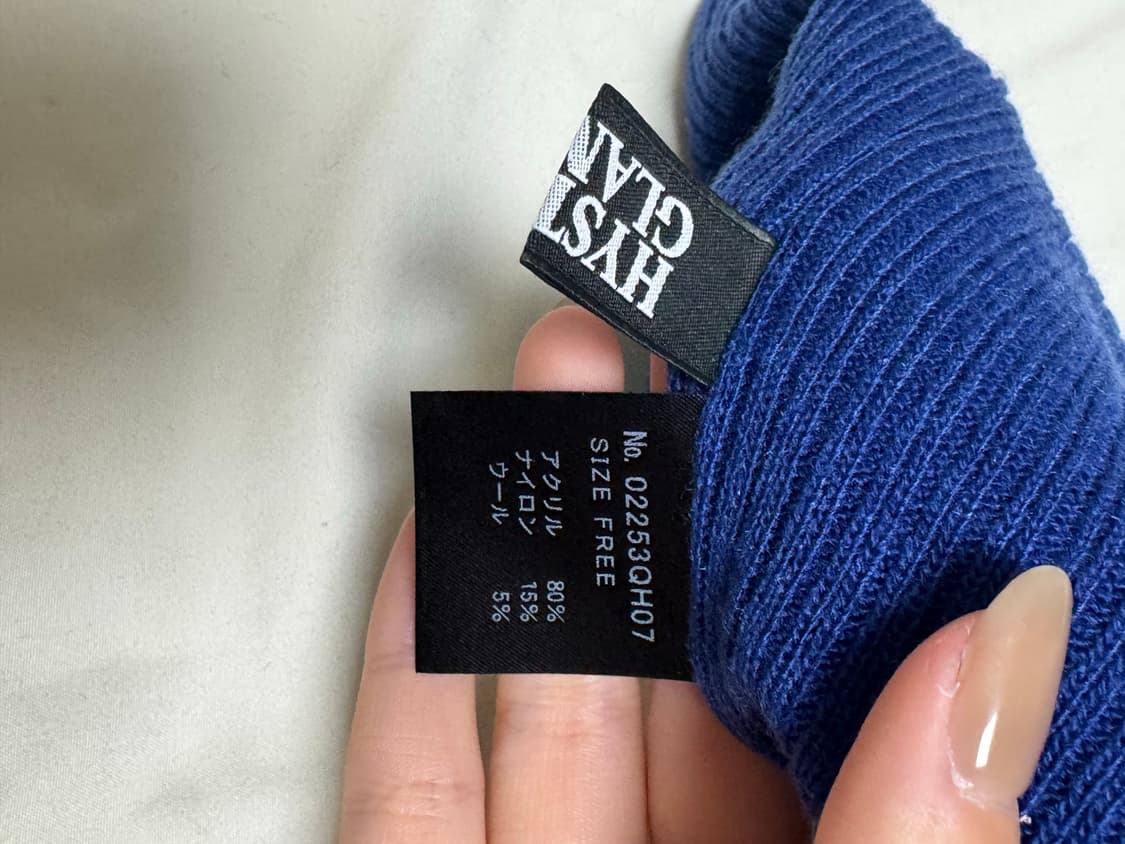 HYST
GLAM
No. 02253QH07
SIZE FREE
アクリル 80%
ナイロン 15%
ウール 5%